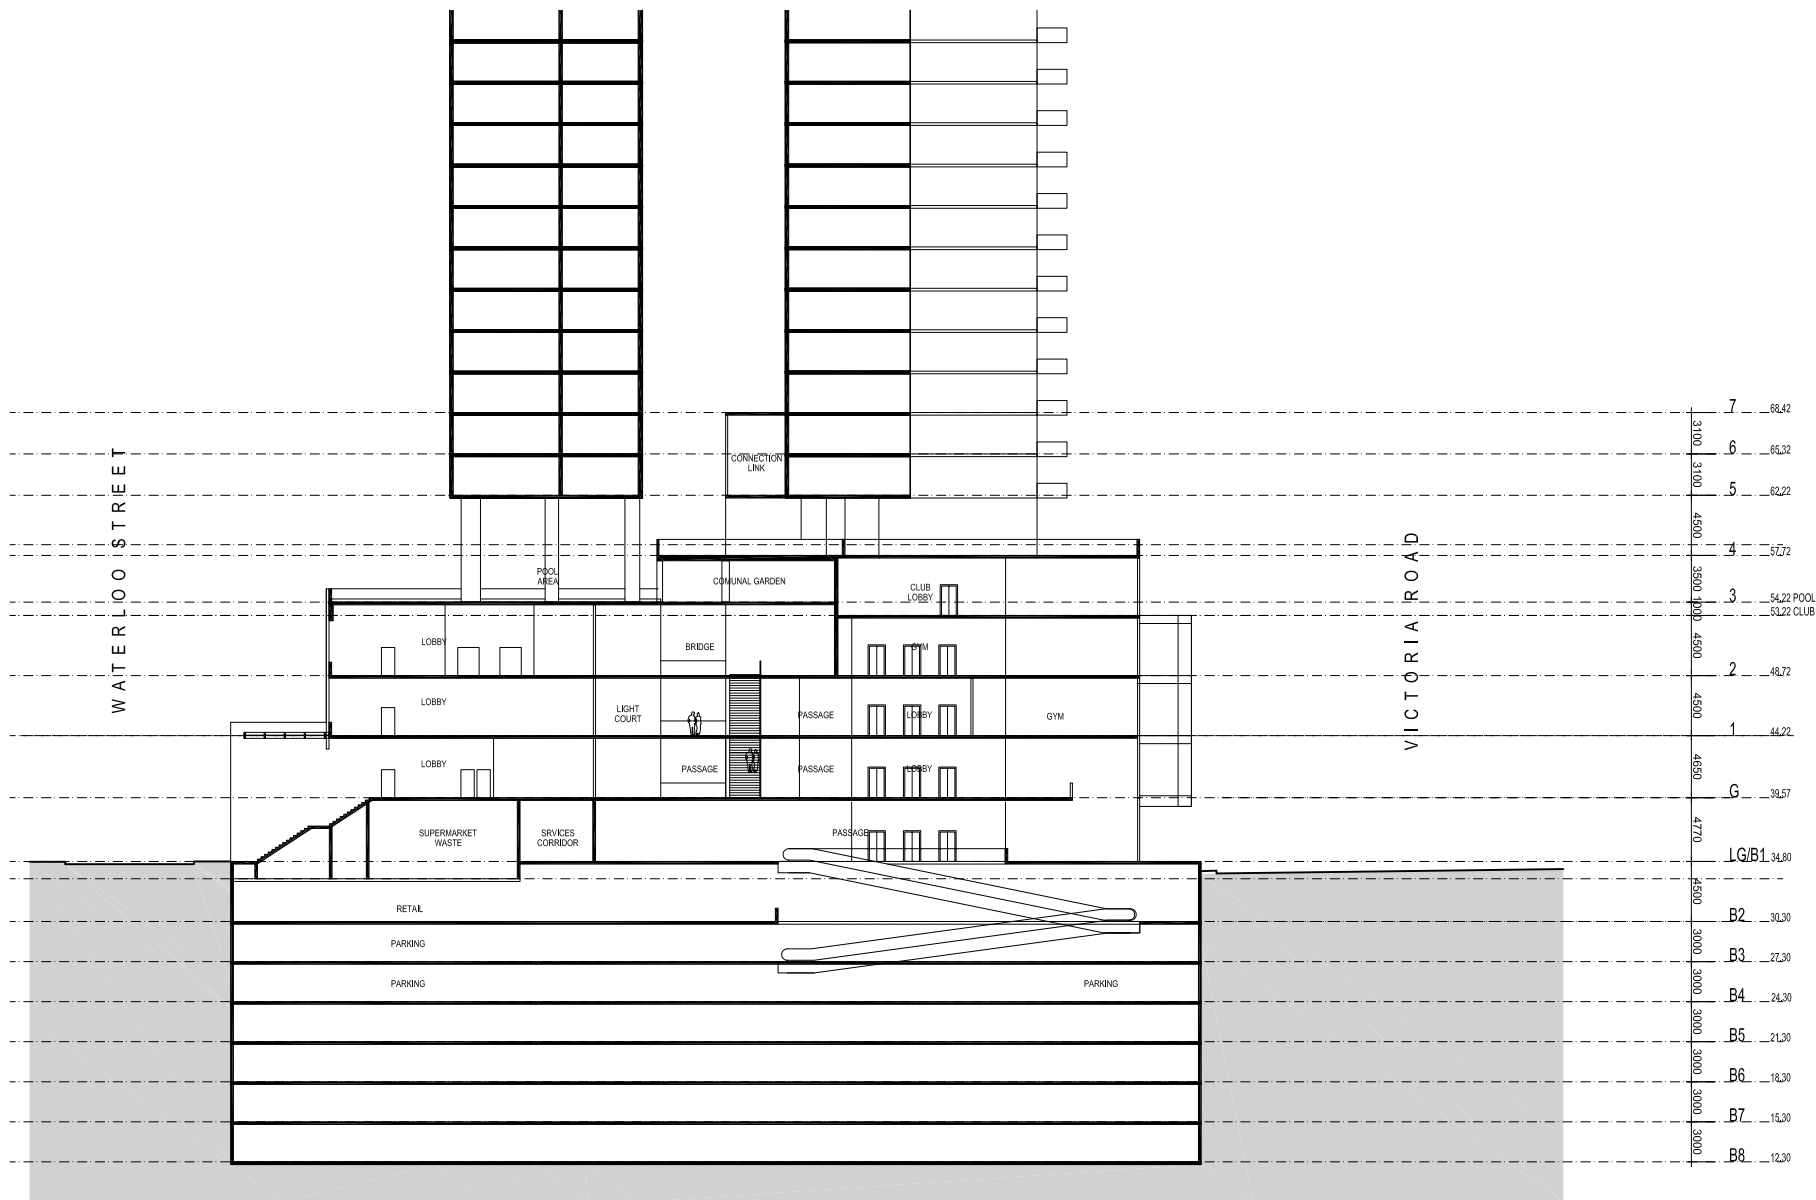 7 68.42
3100
CONNECTION
LINK
6 65.32
3100
5 62.22
4500
WATERLOO STREET
VICTORIA ROAD
4 57.72
POOL
AREA
COMUNAL GARDEN
CLUB
LOBBY
3500
3 54.22 POOL
1000
53.22 CLUB
LOBBY
BRIDGE
GYM
4500
2 48.72
LOBBY
LIGHT
COURT
PASSAGE
LOBBY
GYM
4500
1 44.22
LOBBY
PASSAGE
PASSAGE
LOBBY
4650
G 39.57
SUPERMARKET
WASTE
SRVICES
CORRIDOR
PASSAGE
4770
LG/B1 34.80
RETAIL
4500
B2 30.30
PARKING
3000
B3 27.30
PARKING
PARKING
3000
B4 24.30
3000
B5 21.30
3000
B6 18.30
3000
B7 15.30
3000
B8 12.30